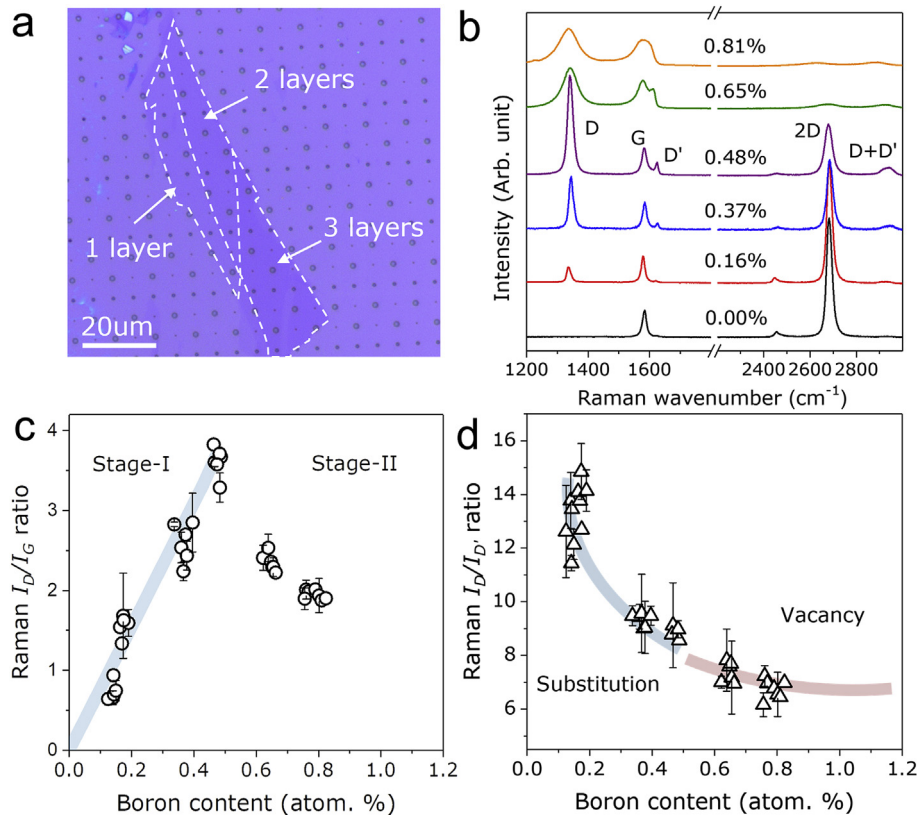 a
2 layers
1 layer
3 layers
20um
b
Intensity (Arb. unit)
0.81%
0.65%
D
G
D'
0.48%
2D
D+D'
0.37%
0.16%
0.00%
1200 1400 1600 2400 2600 2800
Raman wavenumber (cm⁻¹)
c
Raman I_D/I_G ratio
4
3
2
1
0
Stage-I
Stage-II
0.0 0.2 0.4 0.6 0.8 1.0 1.2
Boron content (atom. %)
d
Raman I_D/I_D' ratio
16
14
12
10
8
6
Vacancy
Substitution
0.0 0.2 0.4 0.6 0.8 1.0 1.2
Boron content (atom. %)